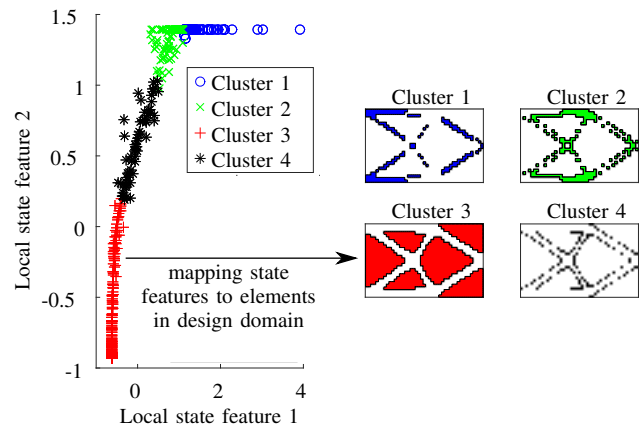 1.5
1
0.5
0
-0.5
-1
0
2
4
Local state feature 2
Local state feature 1
Cluster 1
Cluster 2
Cluster 3
Cluster 4
mapping state
features to elements
in design domain
Cluster 1
Cluster 2
Cluster 3
Cluster 4